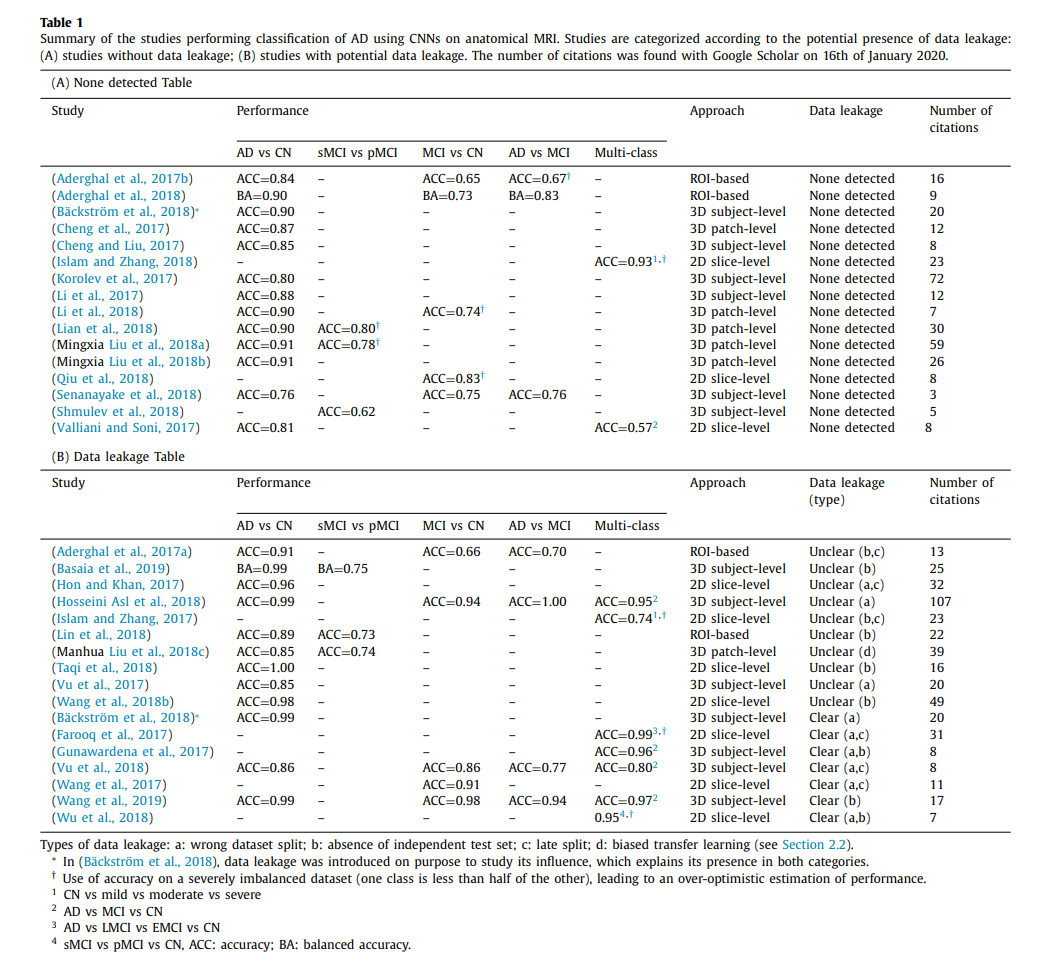 Table 1
Summary of the studies performing classification of AD using CNNs on anatomical MRI. Studies are categorized according to the potential presence of data leakage:
(A) studies without data leakage; (B) studies with potential data leakage. The number of citations was found with Google Scholar on 16th of January 2020.
(A) None detected Table
Study Performance Approach Data leakage Number of
citations
AD vs CN sMCI vs pMCI MCI vs CN AD vs MCI Multi-class
(Aderghal et al., 2017b) ACC=0.84 – ACC=0.65 ACC=0.67† – ROI-based None detected 16
(Aderghal et al., 2018) BA=0.90 – BA=0.73 BA=0.83 – ROI-based None detected 9
(Bäckström et al., 2018)* ACC=0.90 – – – – 3D subject-level None detected 20
(Cheng et al., 2017) ACC=0.87 – – – – 3D patch-level None detected 12
(Cheng and Liu, 2017) ACC=0.85 – – – – 3D subject-level None detected 8
(Islam and Zhang, 2018) – – – – ACC=0.931,† 2D slice-level None detected 23
(Korolev et al., 2017) ACC=0.80 – – – – 3D subject-level None detected 72
(Li et al., 2017) ACC=0.88 – – – – 3D subject-level None detected 12
(Li et al., 2018) ACC=0.90 – ACC=0.74† – – 3D patch-level None detected 7
(Lian et al., 2018) ACC=0.90 ACC=0.80† – – – 3D patch-level None detected 30
(Mingxia Liu et al., 2018a) ACC=0.91 ACC=0.78† – – – 3D patch-level None detected 59
(Mingxia Liu et al., 2018b) ACC=0.91 – – – – 3D patch-level None detected 26
(Qiu et al., 2018) – – ACC=0.83† – – 2D slice-level None detected 8
(Senanayake et al., 2018) ACC=0.76 – ACC=0.75 ACC=0.76 – 3D subject-level None detected 3
(Shmulev et al., 2018) – ACC=0.62 – – – 3D subject-level None detected 5
(Valliani and Soni, 2017) ACC=0.81 – – – ACC=0.572 2D slice-level None detected 8
(B) Data leakage Table
Study Performance Approach Data leakage Number of
(type) citations
AD vs CN sMCI vs pMCI MCI vs CN AD vs MCI Multi-class
(Aderghal et al., 2017a) ACC=0.91 – ACC=0.66 ACC=0.70 – ROI-based Unclear (b,c) 13
(Basaia et al., 2019) BA=0.99 BA=0.75 – – – 3D subject-level Unclear (b) 25
(Hon and Khan, 2017) ACC=0.96 – – – – 2D slice-level Unclear (a,c) 32
(Hosseini Asl et al., 2018) ACC=0.99 – ACC=0.94 ACC=1.00 ACC=0.952 3D subject-level Unclear (a) 107
(Islam and Zhang, 2017) – – – – ACC=0.741,† 2D slice-level Unclear (b,c) 23
(Lin et al., 2018) ACC=0.89 ACC=0.73 – – – ROI-based Unclear (b) 22
(Manhua Liu et al., 2018c) ACC=0.85 ACC=0.74 – – – 3D patch-level Unclear (d) 39
(Taqi et al., 2018) ACC=1.00 – – – – 2D slice-level Unclear (b) 16
(Vu et al., 2017) ACC=0.85 – – – – 3D subject-level Unclear (a) 20
(Wang et al., 2018b) ACC=0.98 – – – – 2D slice-level Unclear (b) 49
(Bäckström et al., 2018)* ACC=0.99 – – – – 3D subject-level Clear (a) 20
(Farooq et al., 2017) – – – – ACC=0.993,† 2D slice-level Clear (a,c) 31
(Gunawardena et al., 2017) – – – – ACC=0.962 3D subject-level Clear (a,b) 8
(Vu et al., 2018) ACC=0.86 – ACC=0.86 ACC=0.77 ACC=0.802 3D subject-level Clear (a,c) 8
(Wang et al., 2017) – – ACC=0.91 – – 2D slice-level Clear (a,c) 11
(Wang et al., 2019) ACC=0.99 – ACC=0.98 ACC=0.94 ACC=0.972 3D subject-level Clear (b) 17
(Wu et al., 2018) – – – – 0.954,† 2D slice-level Clear (a,b) 7
Types of data leakage: a: wrong dataset split; b: absence of independent test set; c: late split; d: biased transfer learning (see Section 2.2).
* In (Bäckström et al., 2018), data leakage was introduced on purpose to study its influence, which explains its presence in both categories.
† Use of accuracy on a severely imbalanced dataset (one class is less than half of the other), leading to an over-optimistic estimation of performance.
1 CN vs mild vs moderate vs severe
2 AD vs MCI vs CN
3 AD vs LMCI vs EMCI vs CN
4 sMCI vs pMCI vs CN, ACC: accuracy; BA: balanced accuracy.